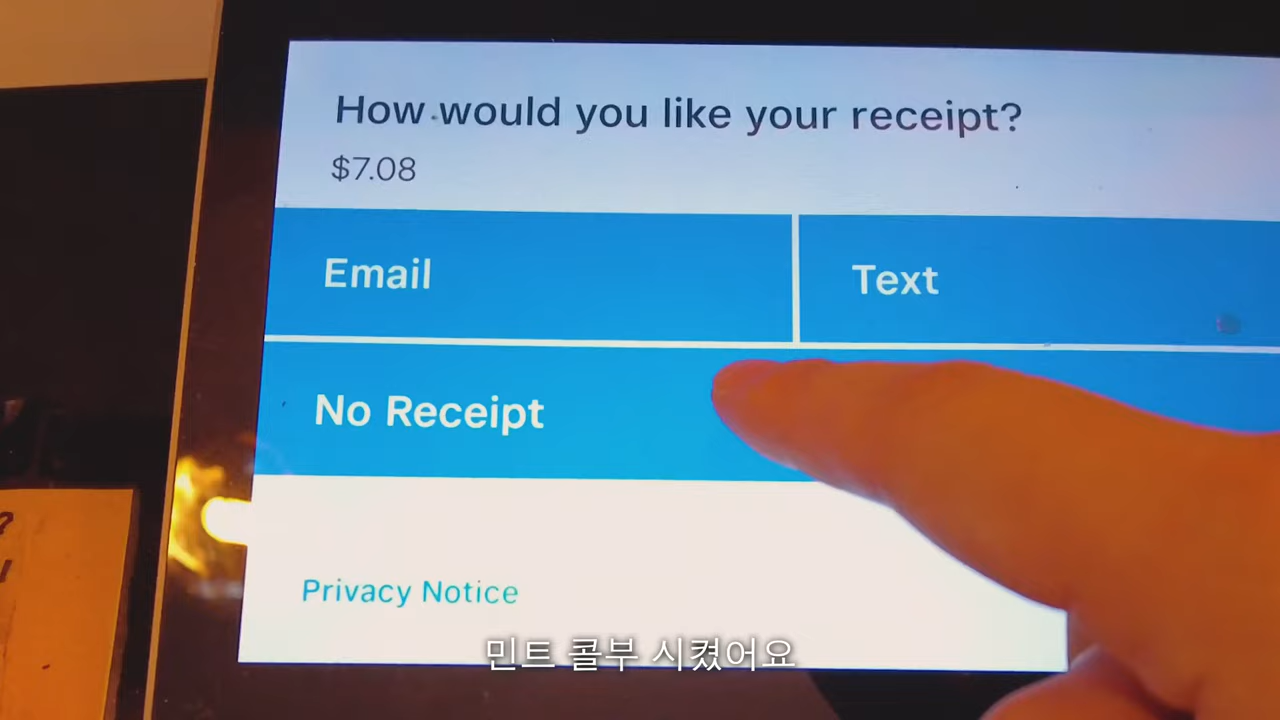 How would you like your receipt?
$7.08
Email
Text
No Receipt
Privacy Notice
민트 콜부 시켰어요
?